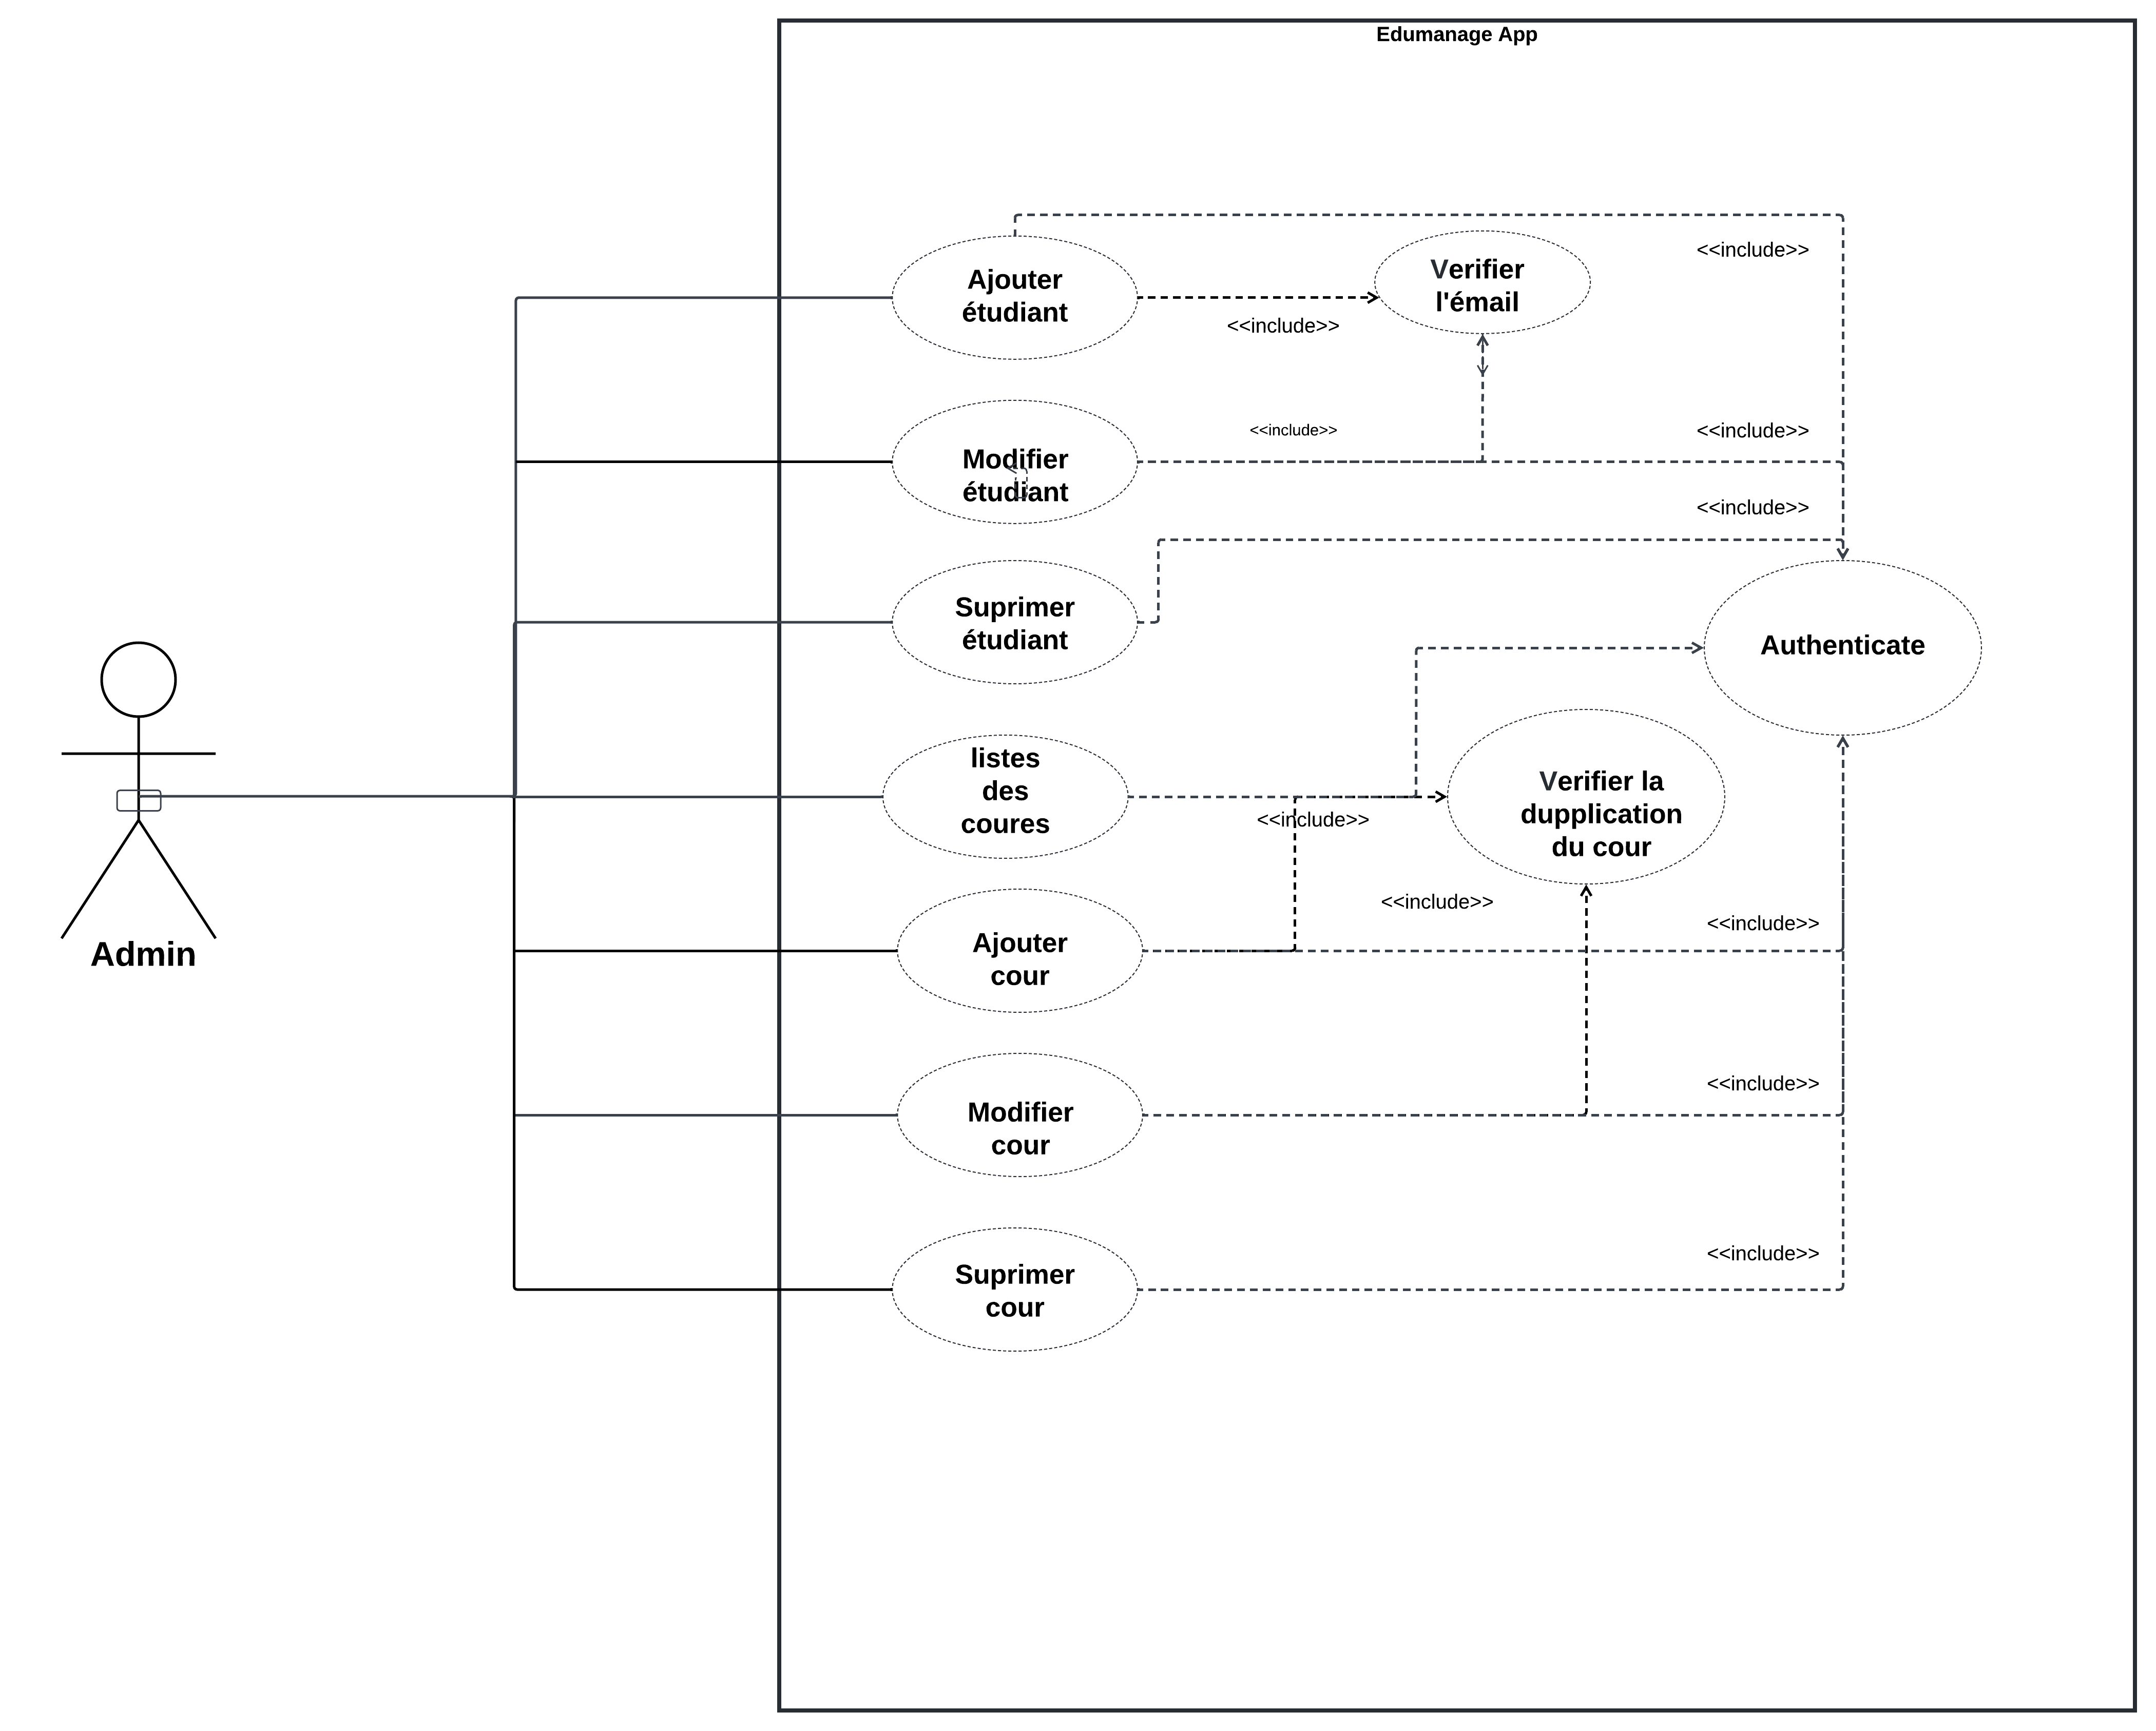 Edumanage App
<<include>>
Ajouter
étudiant
Verifier
l'émail
<<include>>
<<include>>
<<include>>
Modifier
étudiant
<<include>>
Suprimer
étudiant
Authenticate
listes
des
coures
<<include>>
Verifier la
dupplication
du cour
<<include>>
<<include>>
Ajouter
cour
Admin
<<include>>
Modifier
cour
<<include>>
Suprimer
cour